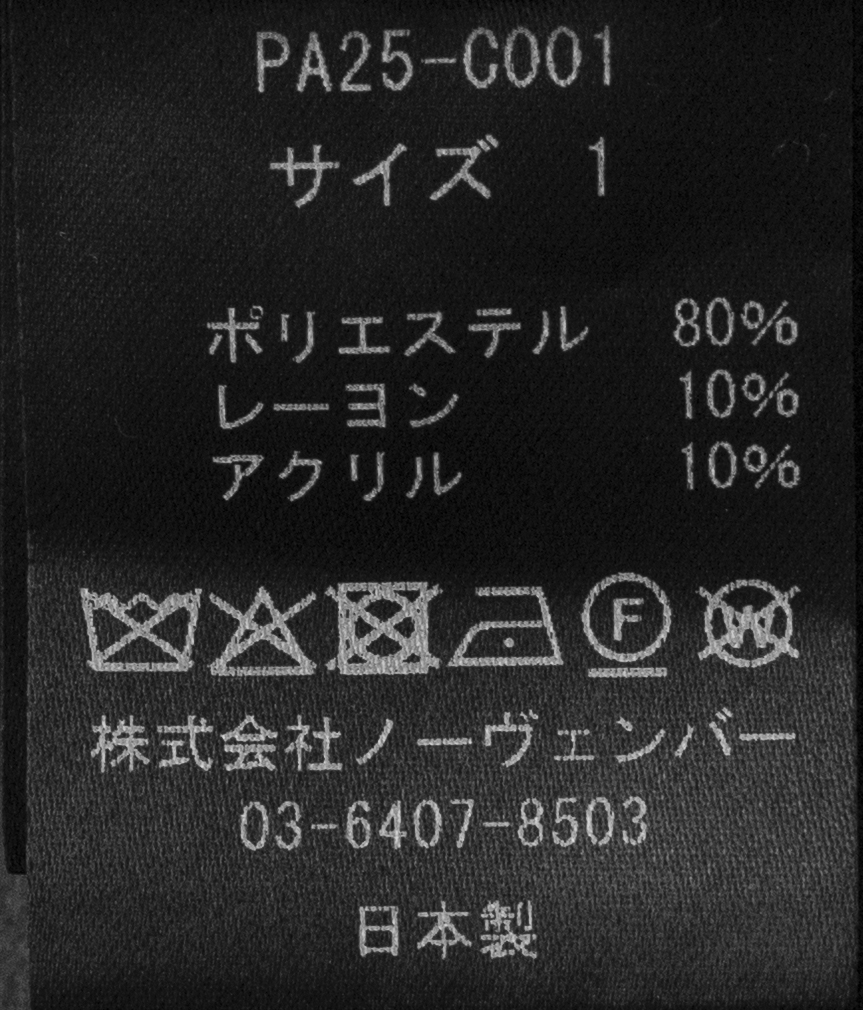 PA25-C001
サイズ 1
ポリエステル 80%
レーヨン 10%
アクリル 10%
F W
株式会社ノーヴェンバー
03-6407-8503
日本製